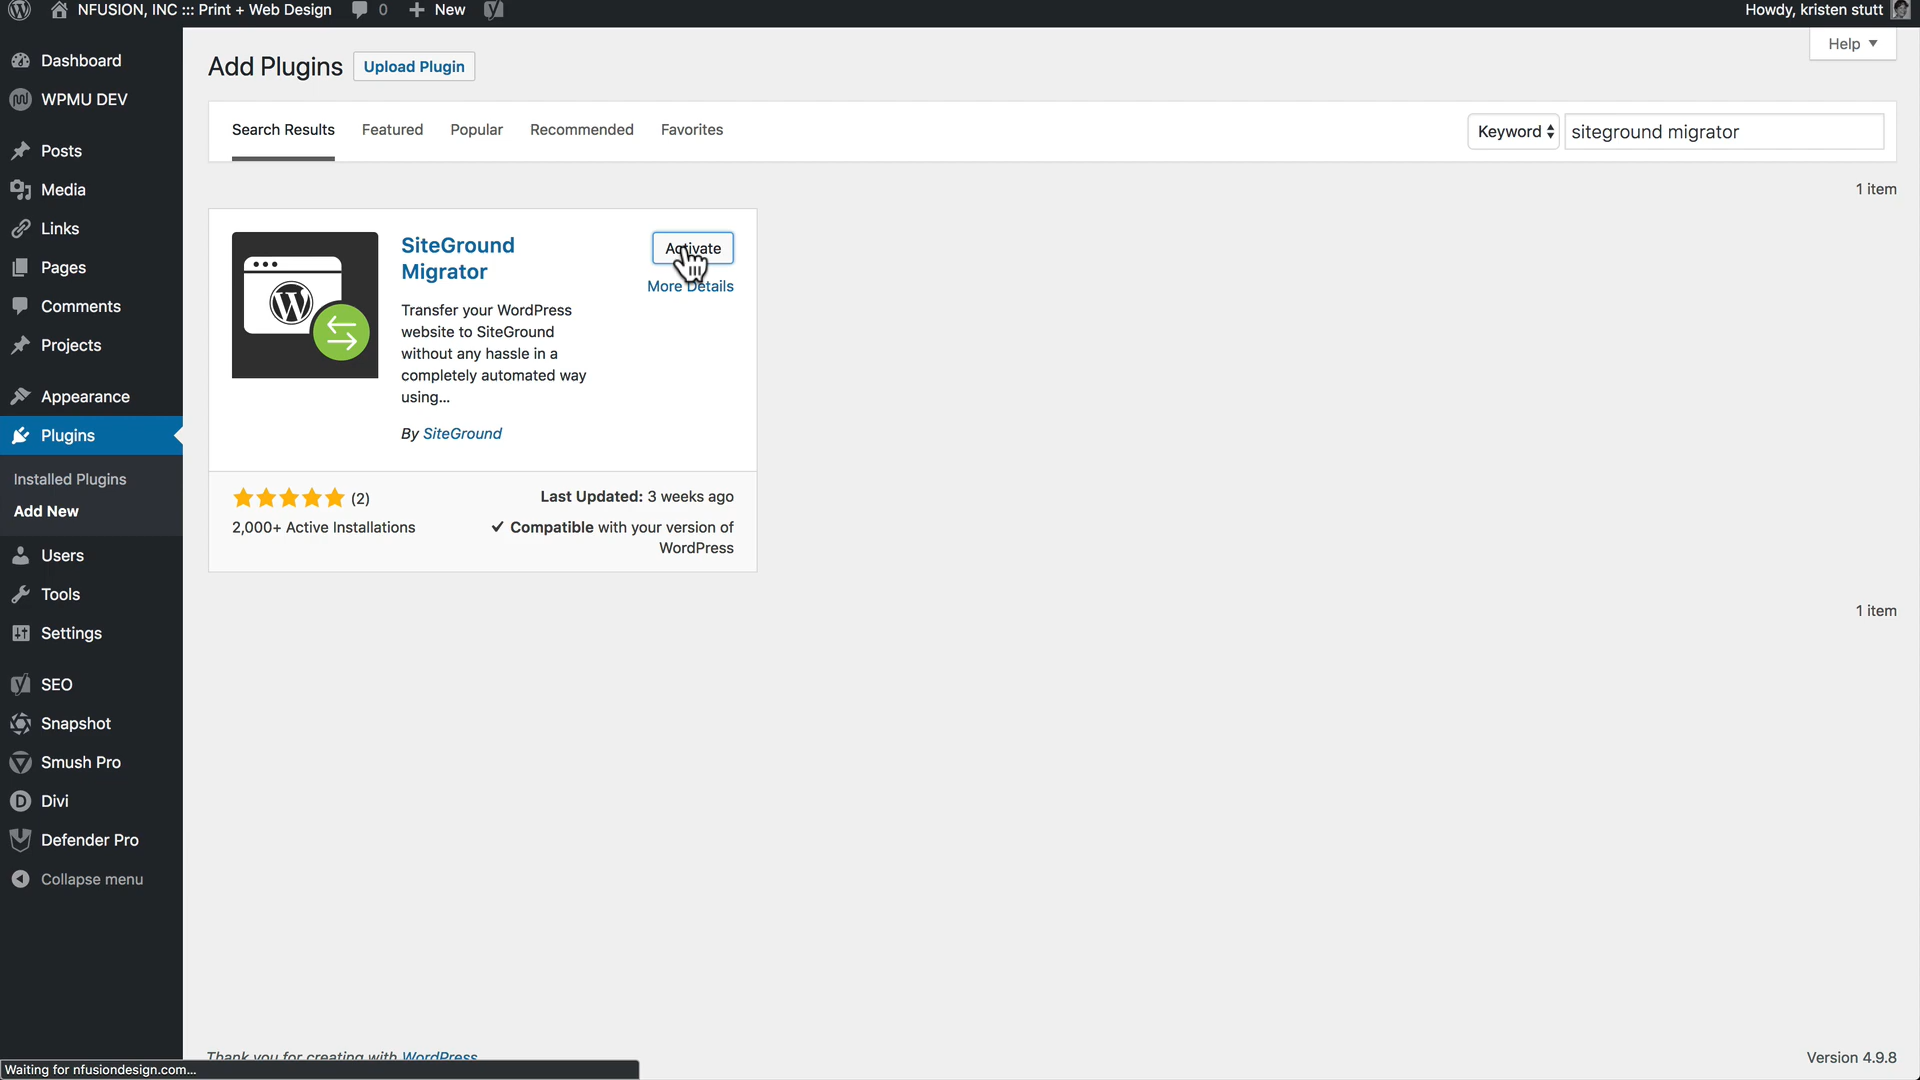 NFUSION, INC ::: Print + Web Design
0
New
Howdy, kristen stutt
Help
Dashboard
WPMU DEV
Posts
Media
Links
Pages
Comments
Projects
Appearance
Plugins
Installed Plugins
Add New
Users
Tools
Settings
SEO
Snapshot
Smush Pro
Divi
Defender Pro
Collapse menu
Add Plugins
Upload Plugin
Search Results
Featured
Popular
Recommended
Favorites
Keyword
siteground migrator
1 item
SiteGround
Migrator
Activate
More Details
Transfer your WordPress
website to SiteGround
without any hassle in a
completely automated way
using...
By SiteGround
(2)
Last Updated: 3 weeks ago
2,000+ Active Installations
Compatible with your version of
WordPress
1 item
Thank you for creating with WordPress
Version 4.9.8
Waiting for nfusiondesign.com...